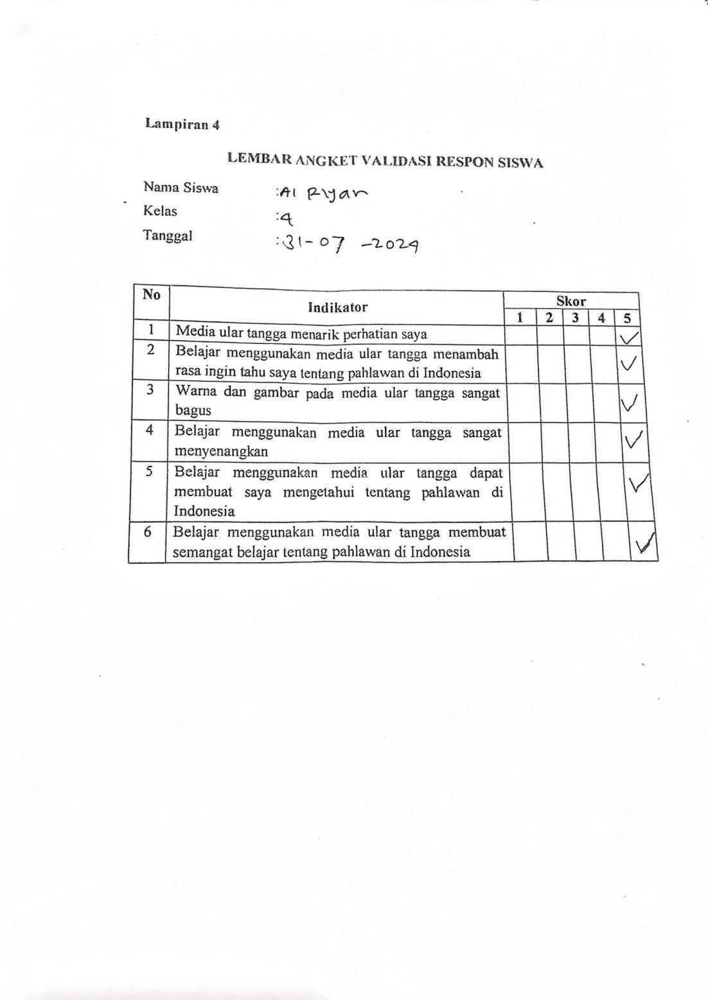 Lampiran 4
LEMBAR ANGKET VALIDASI RESPON SISWA
Nama Siswa :Al Ryan
Kelas :4
Tanggal :31-07 -2024
No Indikator Skor
1 2 3 4 5
1 Media ular tangga menarik perhatian saya ✓
2 Belajar menggunakan media ular tangga menambah
rasa ingin tahu saya tentang pahlawan di Indonesia ✓
3 Warna dan gambar pada media ular tangga sangat
bagus ✓
4 Belajar menggunakan media ular tangga sangat
menyenangkan ✓
5 Belajar menggunakan media ular tangga dapat
membuat saya mengetahui tentang pahlawan di
Indonesia ✓
6 Belajar menggunakan media ular tangga membuat
semangat belajar tentang pahlawan di Indonesia ✓